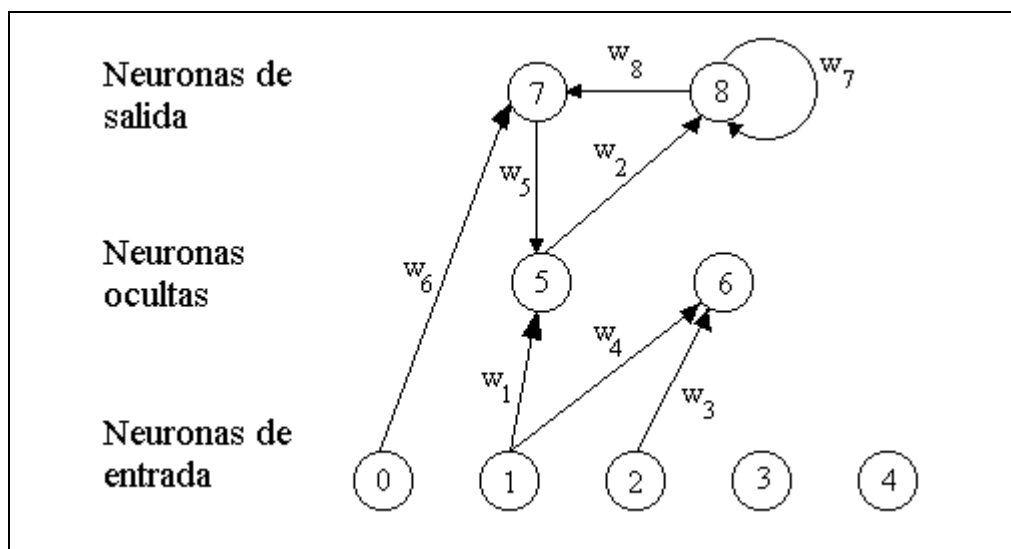 Neuronas de
salida
7
8
w8
w7
w5
w2
Neuronas
ocultas
w6
5
6
w4
w1
w3
Neuronas de
entrada
0
1
2
3
4